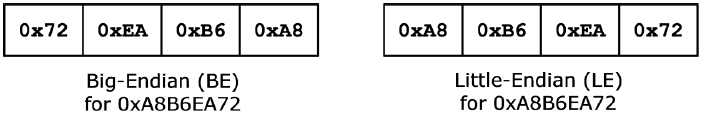 0x72 0xEA 0xB6 0xA8
Big-Endian (BE)
for 0xA8B6EA72
0xA8 0xB6 0xEA 0x72
Little-Endian (LE)
for 0xA8B6EA72